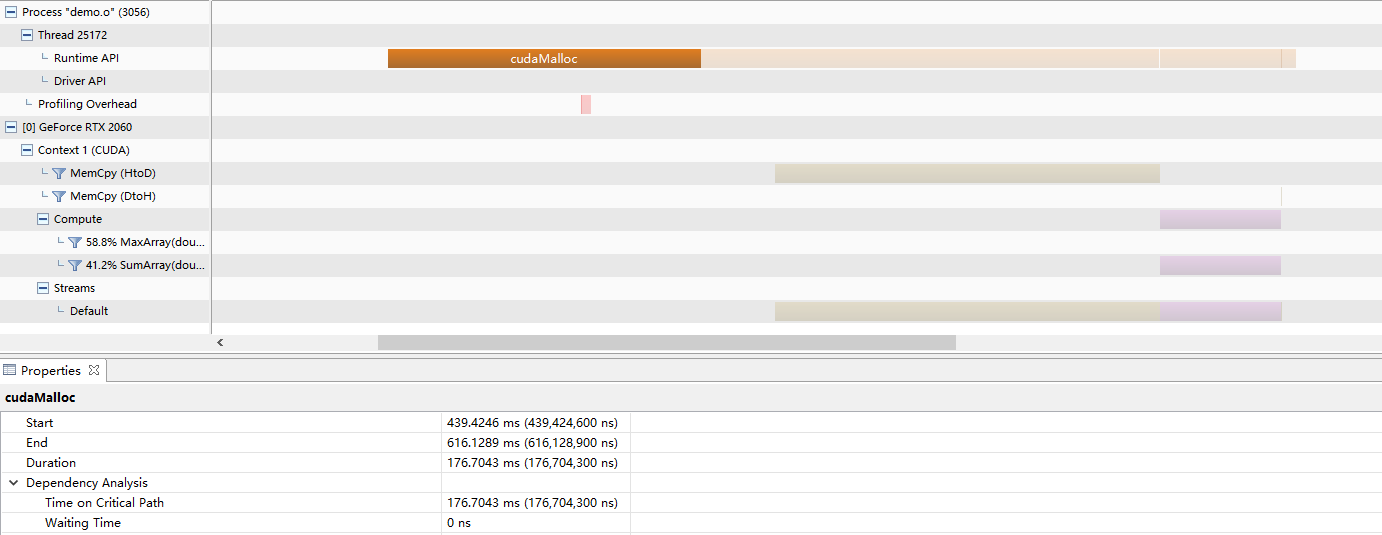 Process "demo.o" (3056)
Thread 25172
Runtime API
cudaMalloc
Driver API
Profiling Overhead
[0] GeForce RTX 2060
Context 1 (CUDA)
MemCpy (HtoD)
MemCpy (DtoH)
Compute
58.8% MaxArray(dou...
41.2% SumArray(dou...
Streams
Default
Properties
cudaMalloc
Start 439.4246 ms (439,424,600 ns)
End 616.1289 ms (616,128,900 ns)
Duration 176.7043 ms (176,704,300 ns)
Dependency Analysis
Time on Critical Path 176.7043 ms (176,704,300 ns)
Waiting Time 0 ns